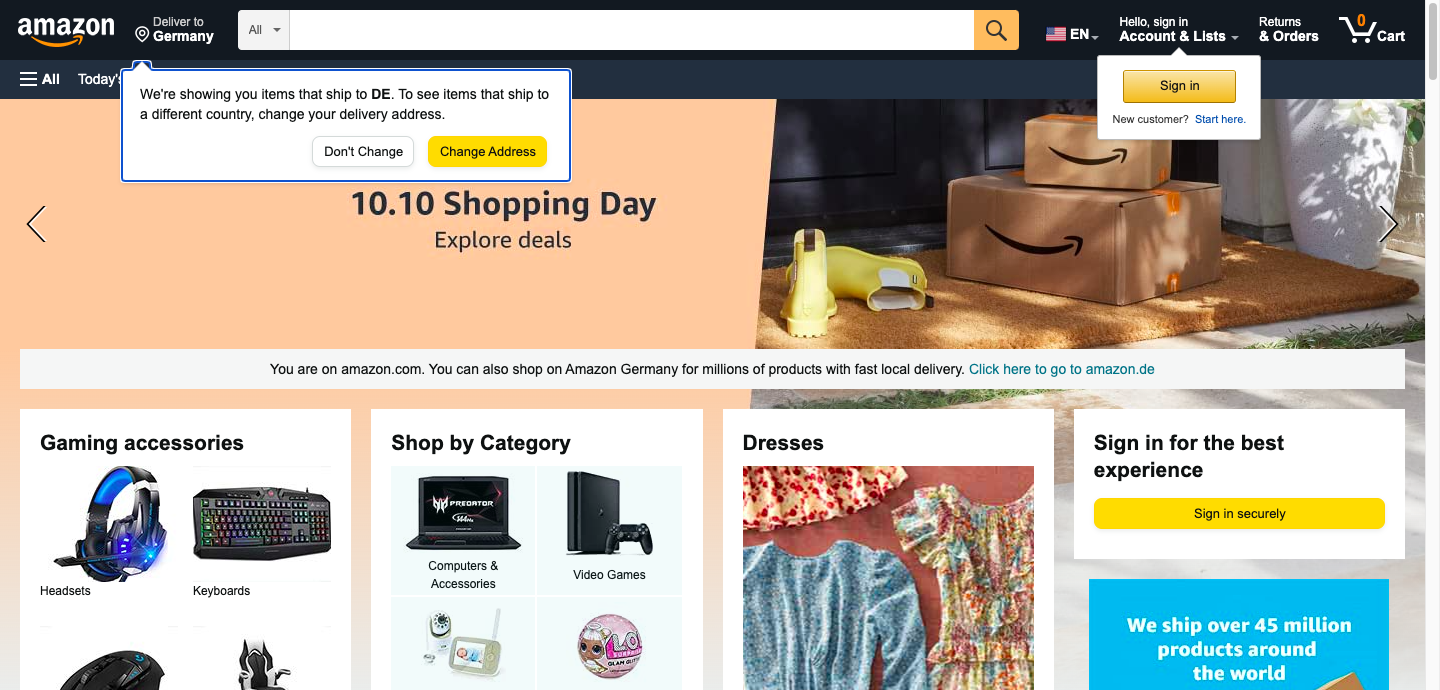 amazon
Deliver to
Germany
All
EN
Hello, sign in
Account & Lists
Returns
& Orders
0
Cart
All
Today's
Sign in
New customer? Start here.
We're showing you items that ship to DE. To see items that ship to
a different country, change your delivery address.
Don't Change
Change Address
10.10 Shopping Day
Explore deals
You are on amazon.com. You can also shop on Amazon Germany for millions of products with fast local delivery. Click here to go to amazon.de
Gaming accessories
Headsets
Keyboards
Shop by Category
PREDATOR
144Hz
Computers &
Accessories
Video Games
L.O.L.
SURPRISE
GLAM GLITTER
Dresses
Sign in for the best
experience
Sign in securely
We ship over 45 million
products around
the world